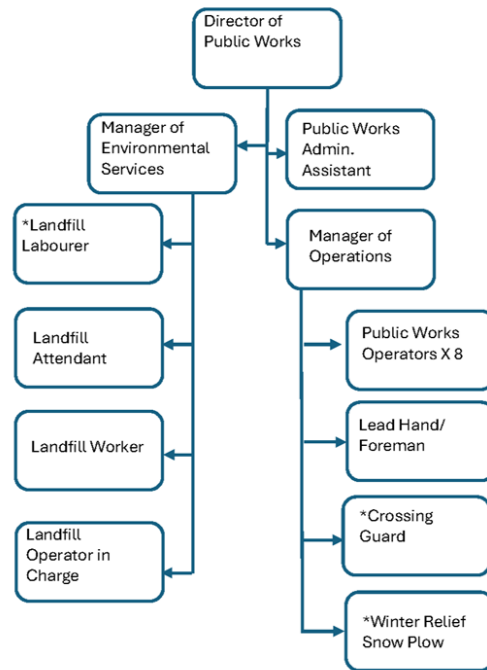 Director of
Public Works
Manager of
Environmental
Services
Public Works
Admin.
Assistant
*Landfill
Labourer
Manager of
Operations
Landfill
Attendant
Public Works
Operators X 8
Landfill Worker
Lead Hand/
Foreman
Landfill
Operator in
Charge
*Crossing
Guard
*Winter Relief
Snow Plow